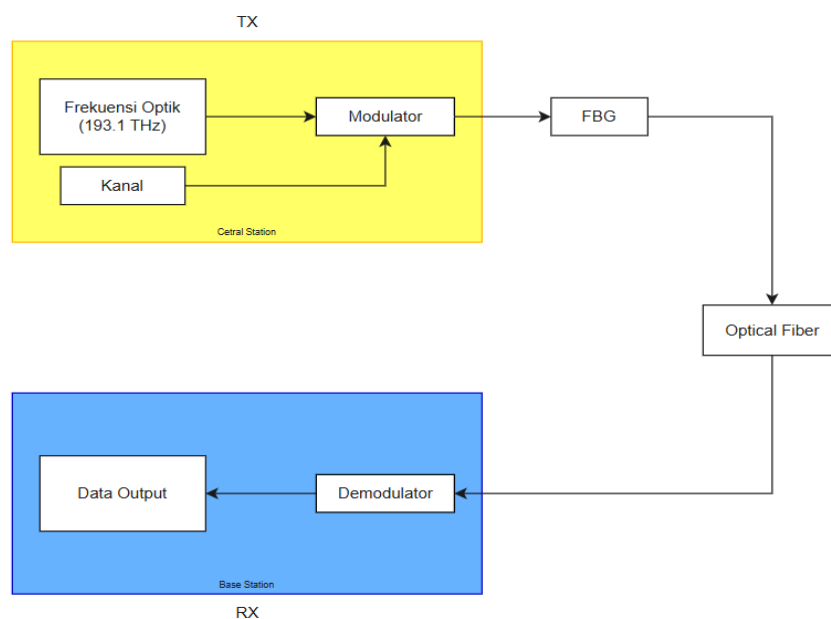 TX
Frekuensi Optik
(193.1 THz)
Modulator
FBG
Kanal
Cetral Station
Optical Fiber
Data Output
Demodulator
Base Station
RX